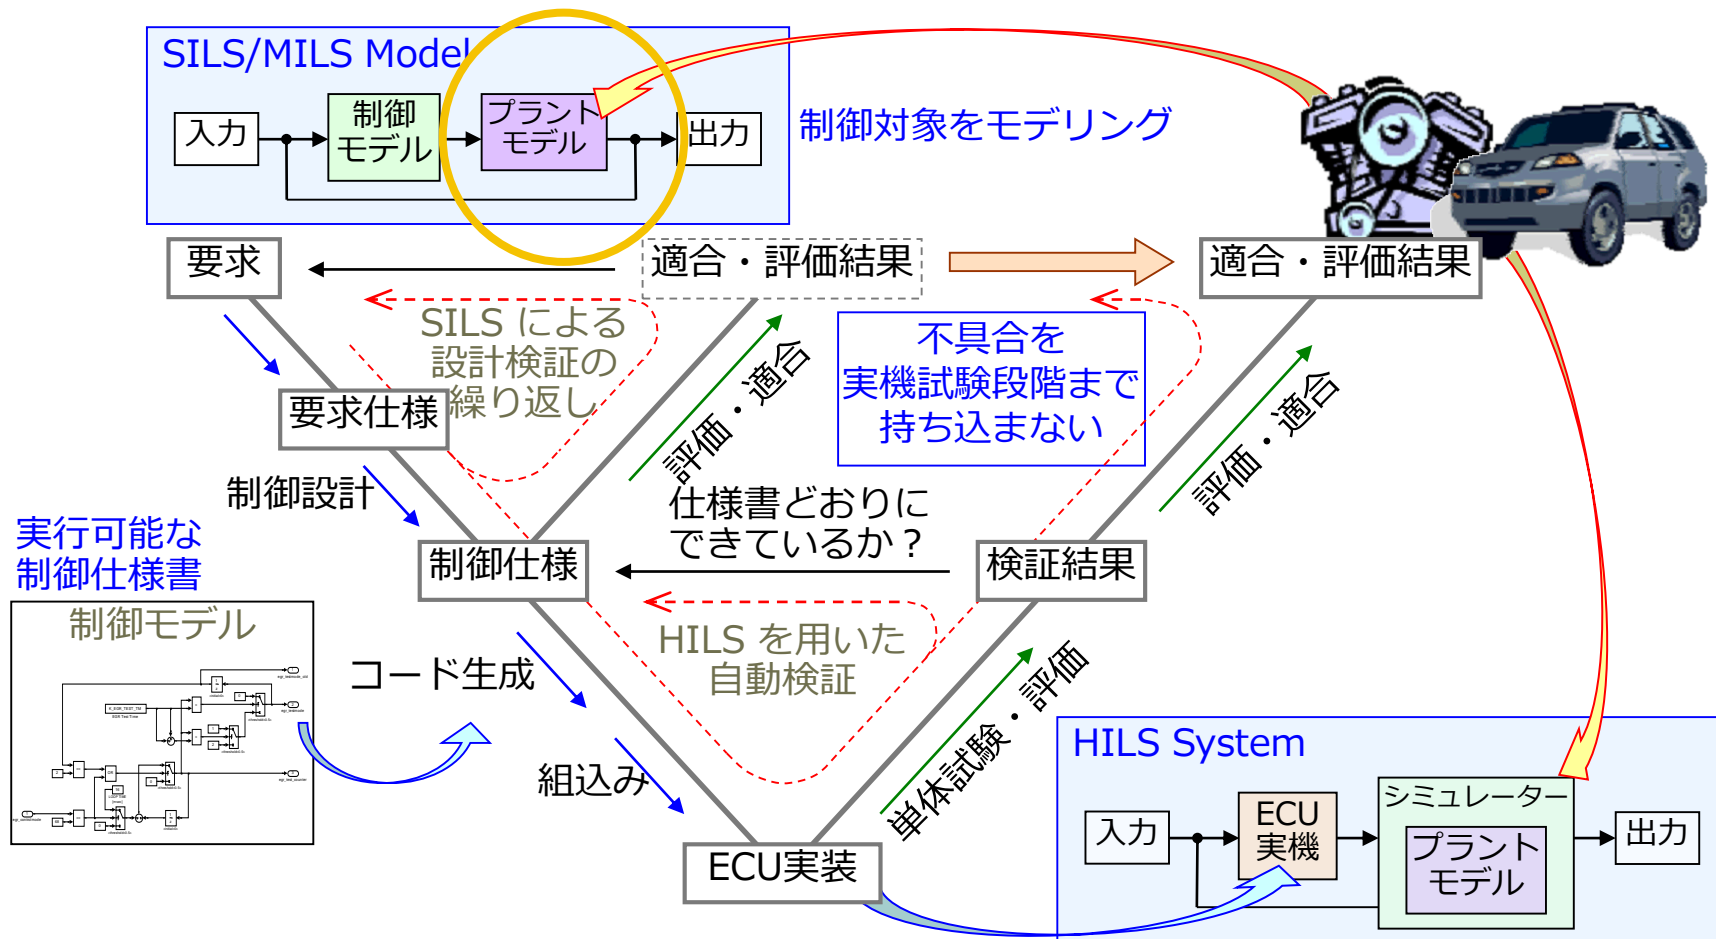 SILS/MILS Model
入力
制御
モデル
プラント
モデル
出力
制御対象をモデリング
要求
適合・評価結果
適合・評価結果
SILS による
設計検証の
繰り返し
不具合を
実機試験段階まで
持ち込まない
要求仕様
評価・適合
評価・適合
制御設計
仕様書どおりに
できているか？
実行可能な
制御仕様書
制御仕様
検証結果
制御モデル
HILS を用いた
自動検証
コード生成
組込み
単体試験・評価
ECU実装
HILS System
入力
ECU
実機
シミュレーター
プラント
モデル
出力